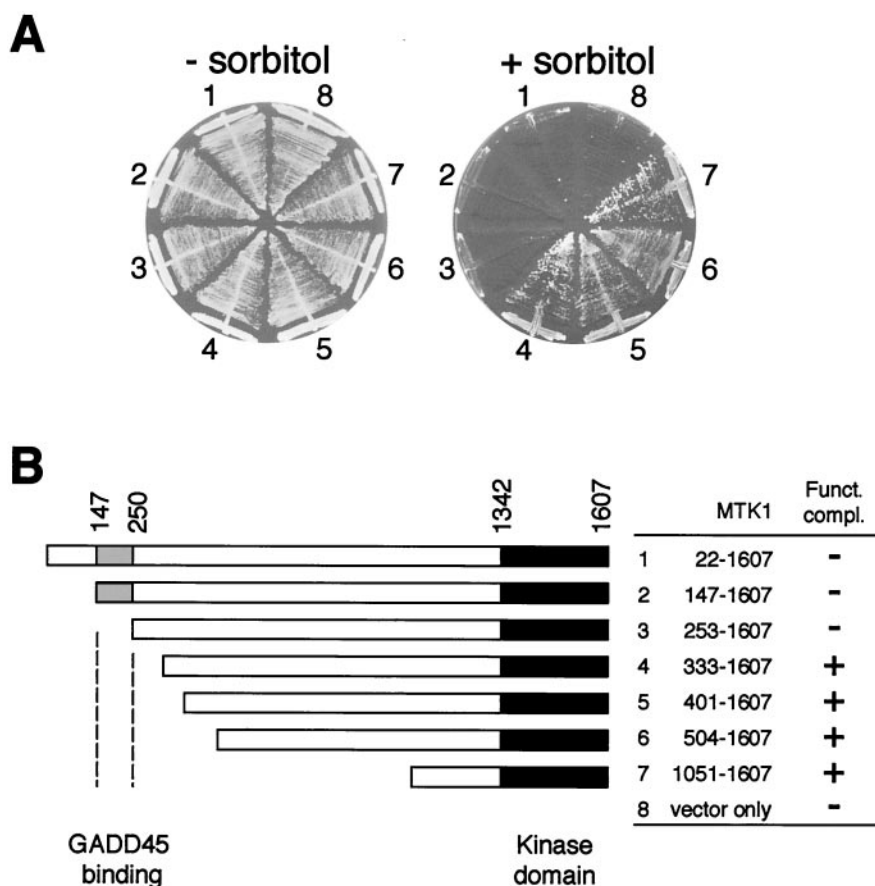 A
- sorbitol
+ sorbitol
1 8
2 7
3 6
4 5
1 8
2 7
3 6
4 5
B
147 250 1342 1607
MTK1 Funct. compl.
1 22-1607 -
2 147-1607 -
3 253-1607 -
4 333-1607 +
5 401-1607 +
6 504-1607 +
7 1051-1607 +
8 vector only -
GADD45
binding
Kinase
domain